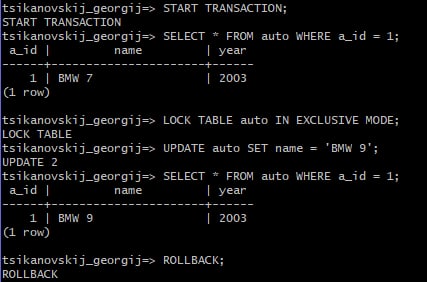 tsikanovskij_georgij=> START TRANSACTION;
START TRANSACTION
tsikanovskij_georgij=> SELECT * FROM auto WHERE a_id = 1;
 a_id |         name         | year
------+----------------------+------
    1 | BMW 7                | 2003
(1 row)

tsikanovskij_georgij=> LOCK TABLE auto IN EXCLUSIVE MODE;
LOCK TABLE
tsikanovskij_georgij=> UPDATE auto SET name = 'BMW 9';
UPDATE 2
tsikanovskij_georgij=> SELECT * FROM auto WHERE a_id = 1;
 a_id |         name         | year
------+----------------------+------
    1 | BMW 9                | 2003
(1 row)

tsikanovskij_georgij=> ROLLBACK;
ROLLBACK